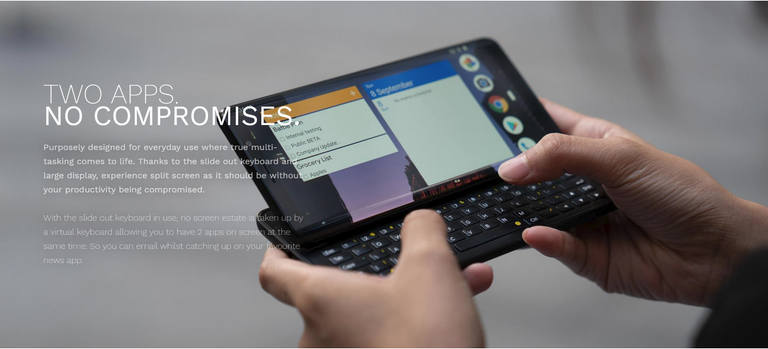 TWO APPS.
NO COMPROMISES.
Purposely designed for everyday use where true multi-
tasking comes to life. Thanks to the slide out keyboard and
large display, experience split screen as it should be without
your productivity being compromised.
With the slide out keyboard in use, no screen estate is taken up by
a virtual keyboard allowing you to have 2 apps on screen at the
same time. So you can email whilst catching up on your favourite
news app.
Internal testing
Public BETA
Company update
Grocery List
Apples
8 September
8